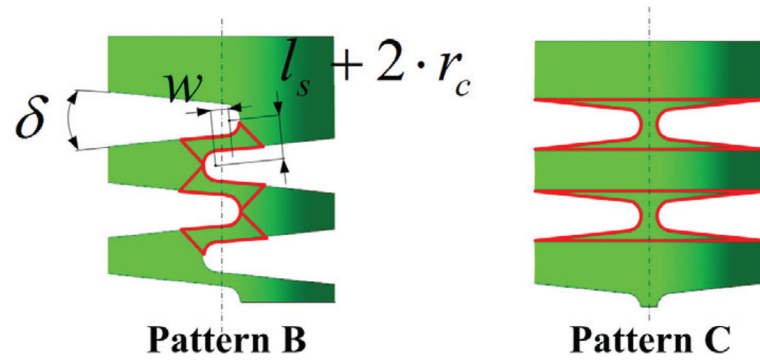 w
l_s + 2 · r_c
δ
Pattern B
Pattern C